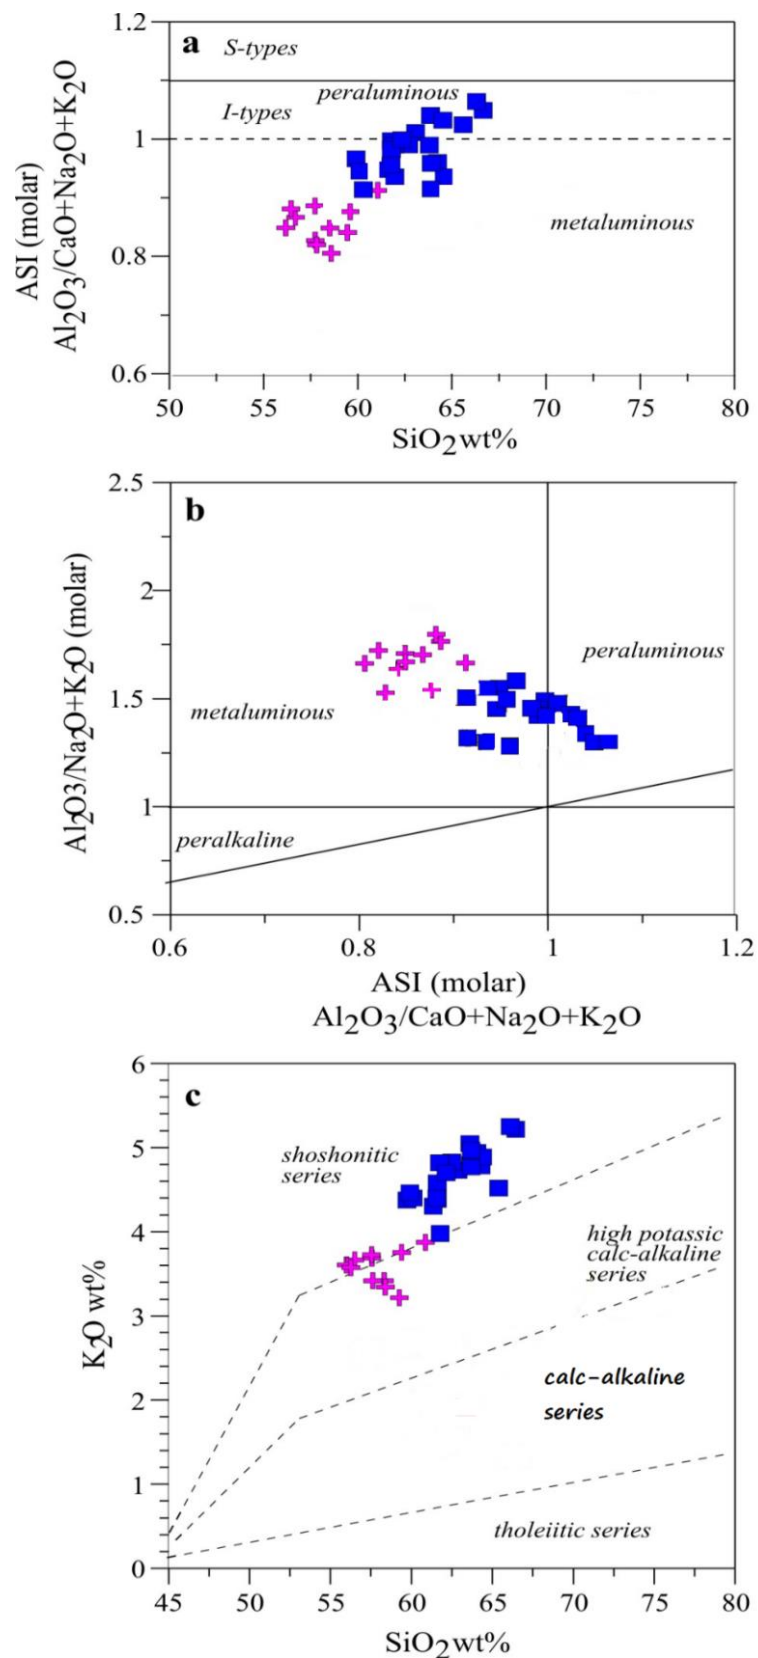 1.2
a
S-types
peraluminous
I-types
1
metaluminous
0.8
0.6
ASI (molar)
Al2O3/CaO+Na2O+K2O
50
55
60
65
70
75
80
SiO2wt%
2.5
b
2
peraluminous
1.5
metaluminous
1
peralkaline
0.5
Al2O3/Na2O+K2O (molar)
0.6
0.8
1
1.2
ASI (molar)
Al2O3/CaO+Na2O+K2O
6
c
5
shoshonitic
series
4
high potassic
calc-alkaline
series
3
calc-alkaline
series
2
1
tholeiitic series
0
K2O wt%
45
50
55
60
65
70
75
80
SiO2wt%